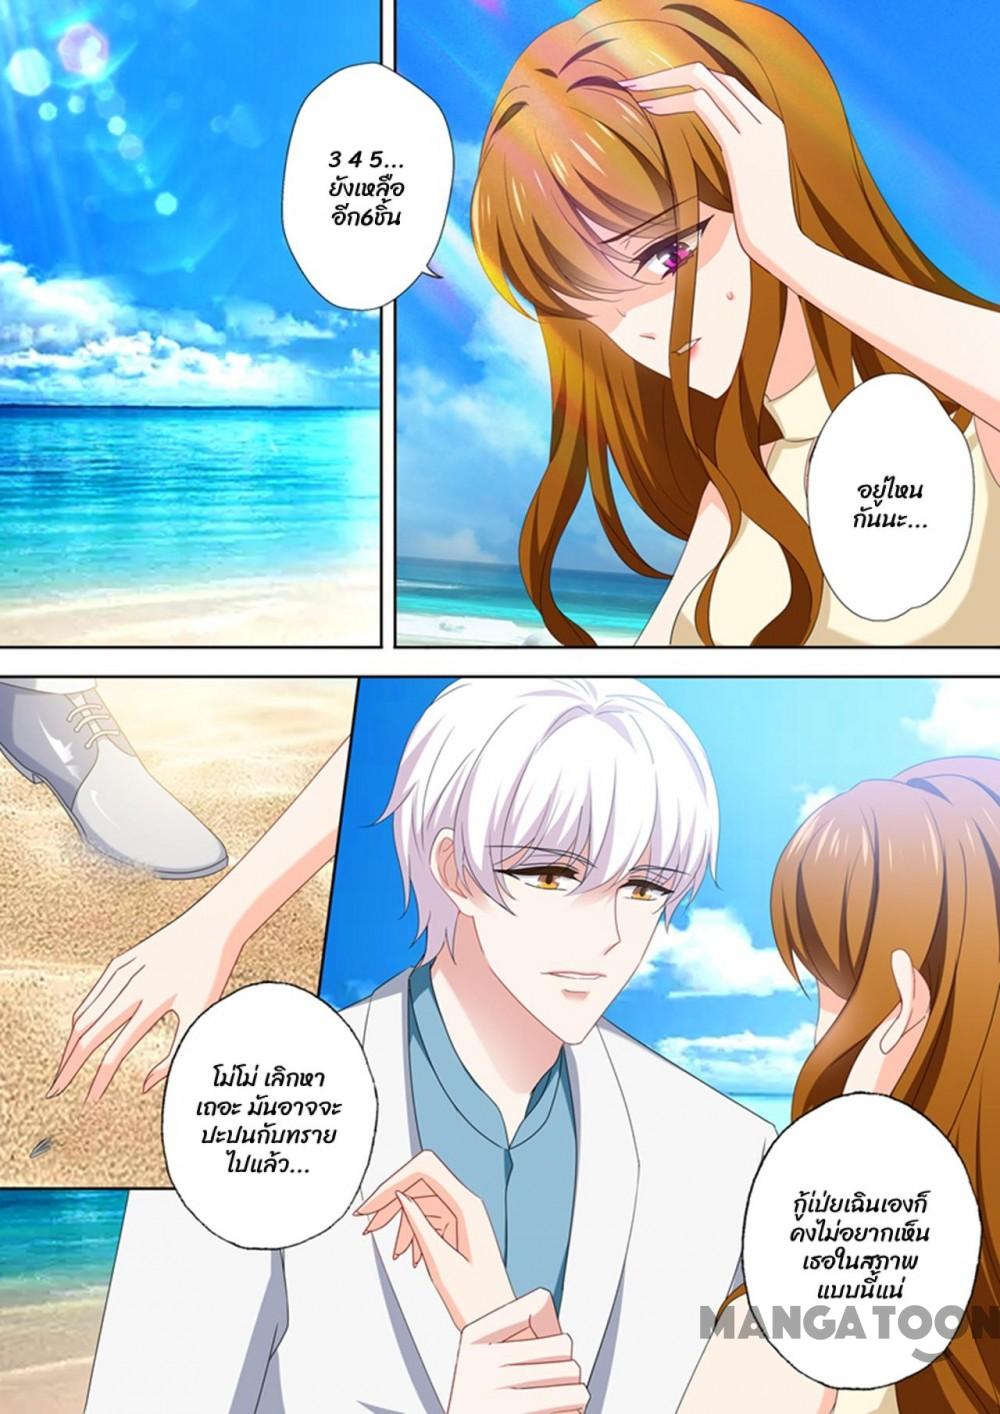 3 4 5...
ยังเหลือ
อีก6ชิ้น
อยู่ไหน
กันนะ...
โม่โม่ เลิกหา
เถอะ มันอาจจะ
ปะปนกับทราย
ไปแล้ว...
กู้เป่ยเฉินเองก็
คงไม่อยากเห็น
เธอในสภาพ
แบบนี้แน่
MANGATOON